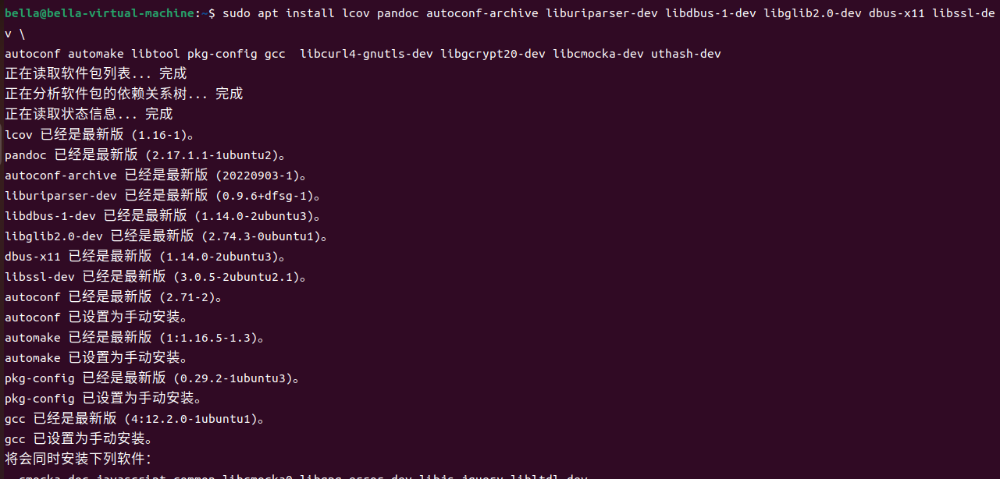 bella@bella-virtual-machine:~$ sudo apt install lcov pandoc autoconf-archive liburiparser-dev libdbus-1-dev libglib2.0-dev dbus-x11 libssl-de
v \
autoconf automake libtool pkg-config gcc  libcurl4-gnutls-dev libgcrypt20-dev libcmocka-dev uthash-dev
正在读取软件包列表... 完成
正在分析软件包的依赖关系树... 完成
正在读取状态信息... 完成
lcov 已经是最新版 (1.16-1)。
pandoc 已经是最新版 (2.17.1.1-1ubuntu2)。
autoconf-archive 已经是最新版 (20220903-1)。
liburiparser-dev 已经是最新版 (0.9.6+dfsg-1)。
libdbus-1-dev 已经是最新版 (1.14.0-2ubuntu3)。
libglib2.0-dev 已经是最新版 (2.74.3-0ubuntu1)。
dbus-x11 已经是最新版 (1.14.0-2ubuntu3)。
libssl-dev 已经是最新版 (3.0.5-2ubuntu2.1)。
autoconf 已经是最新版 (2.71-2)。
autoconf 已设置为手动安装。
automake 已经是最新版 (1:1.16.5-1.3)。
automake 已设置为手动安装。
pkg-config 已经是最新版 (0.29.2-1ubuntu3)。
pkg-config 已设置为手动安装。
gcc 已经是最新版 (4:12.2.0-1ubuntu1)。
gcc 已设置为手动安装。
将会同时安装下列软件：
cmocka-doc javascript-common libcmocka0 libgpg-error-dev libjs-jquery libltdl-dev